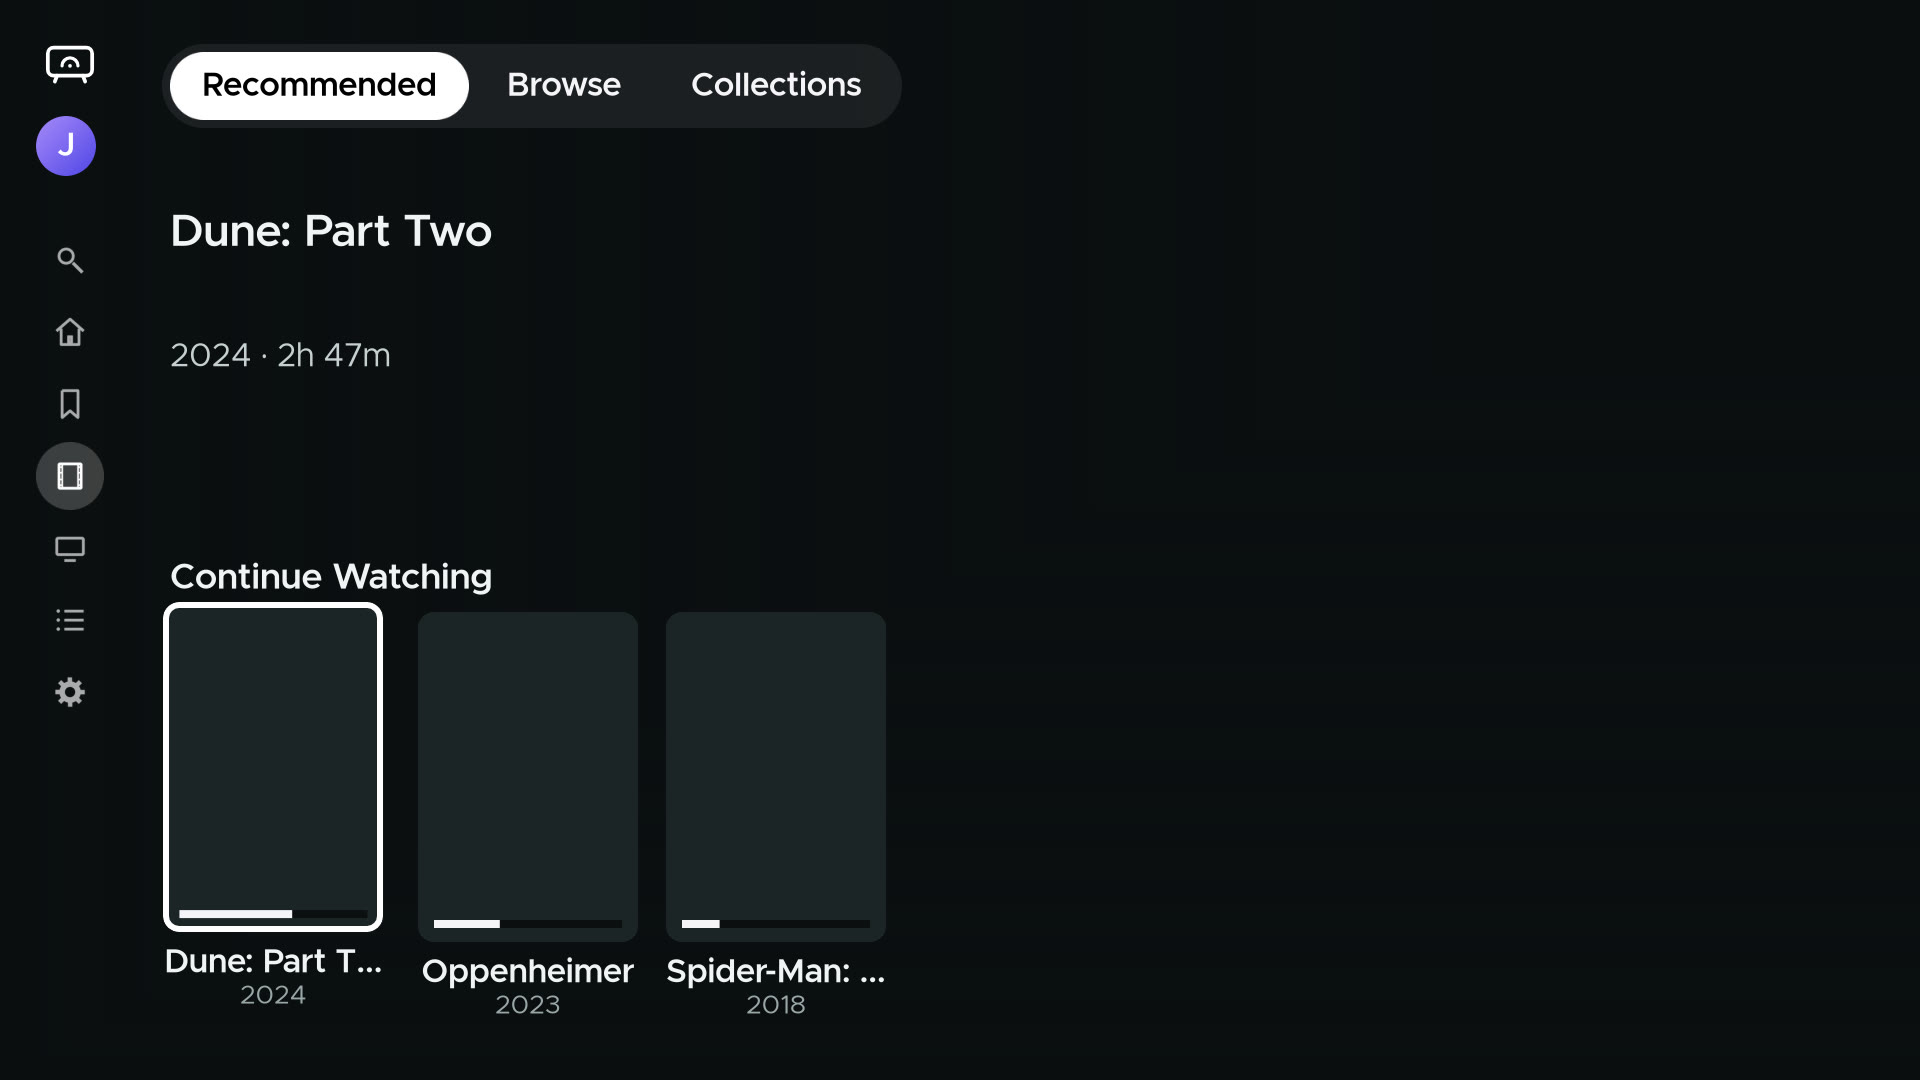 Recommended Browse Collections
J
Dune: Part Two
2024 · 2h 47m
Continue Watching
Dune: Part T... Oppenheimer Spider-Man: ...
2024 2023 2018